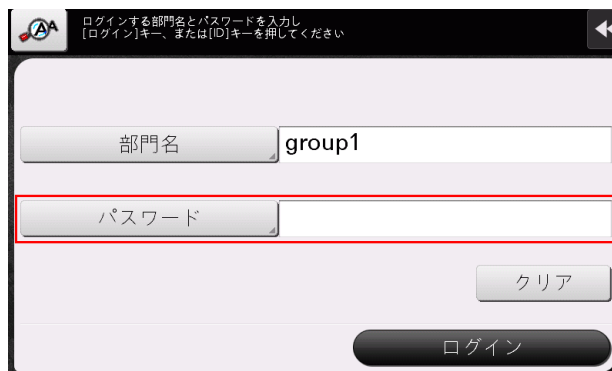 ログインする部門名とパスワードを入力し
[ログイン]キー、または[ID]キーを押してください
部門名 group1
パスワード
クリア
ログイン